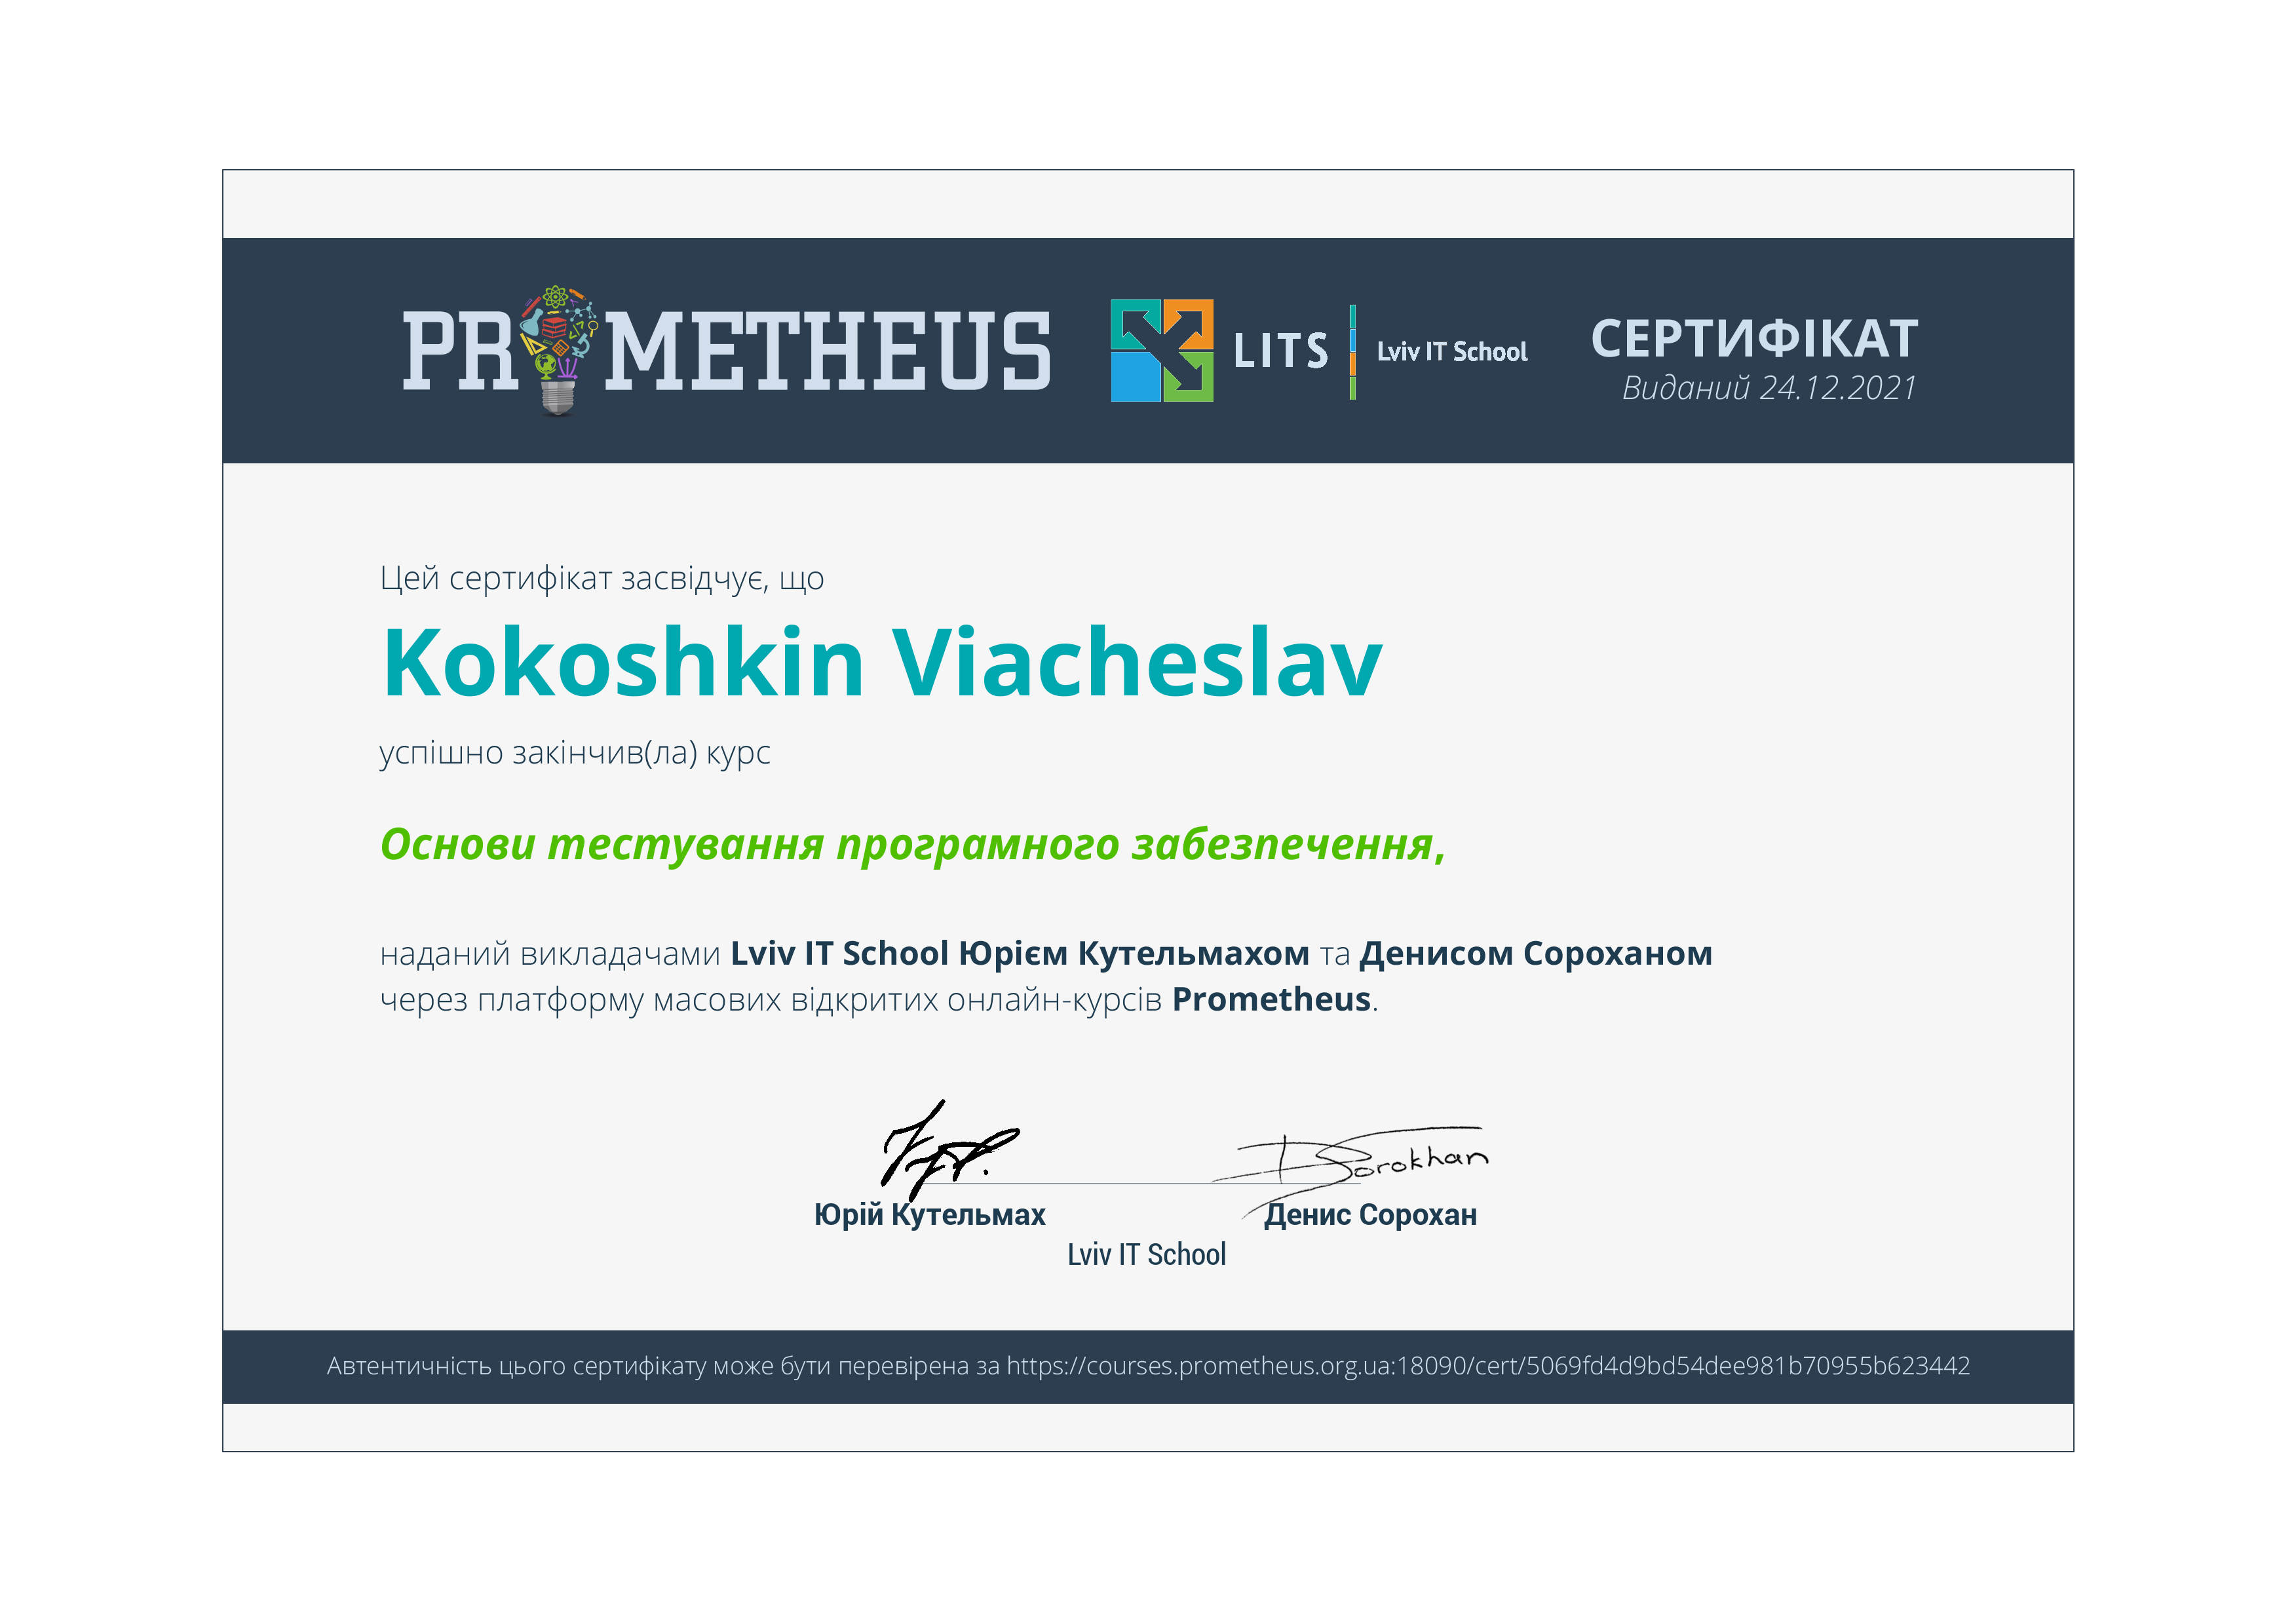 PROMETHEUS
LITS
Lviv IT School
СЕРТИФІКАТ
Виданий 24.12.2021
Цей сертифікат засвідчує, що
Kokoshkin Viacheslav
успішно закінчив(ла) курс
Основи тестування програмного забезпечення,
наданий викладачами Lviv IT School Юрієм Кутельмахом та Денисом Сороханом
через платформу масових відкритих онлайн-курсів Prometheus.
Sorokhan
Юрій Кутельмах
Денис Сорохан
Lviv IT School
Автентичність цього сертифікату може бути перевірена за https://courses.prometheus.org.ua:18090/cert/5069fd4d9bd54dee981b70955b623442